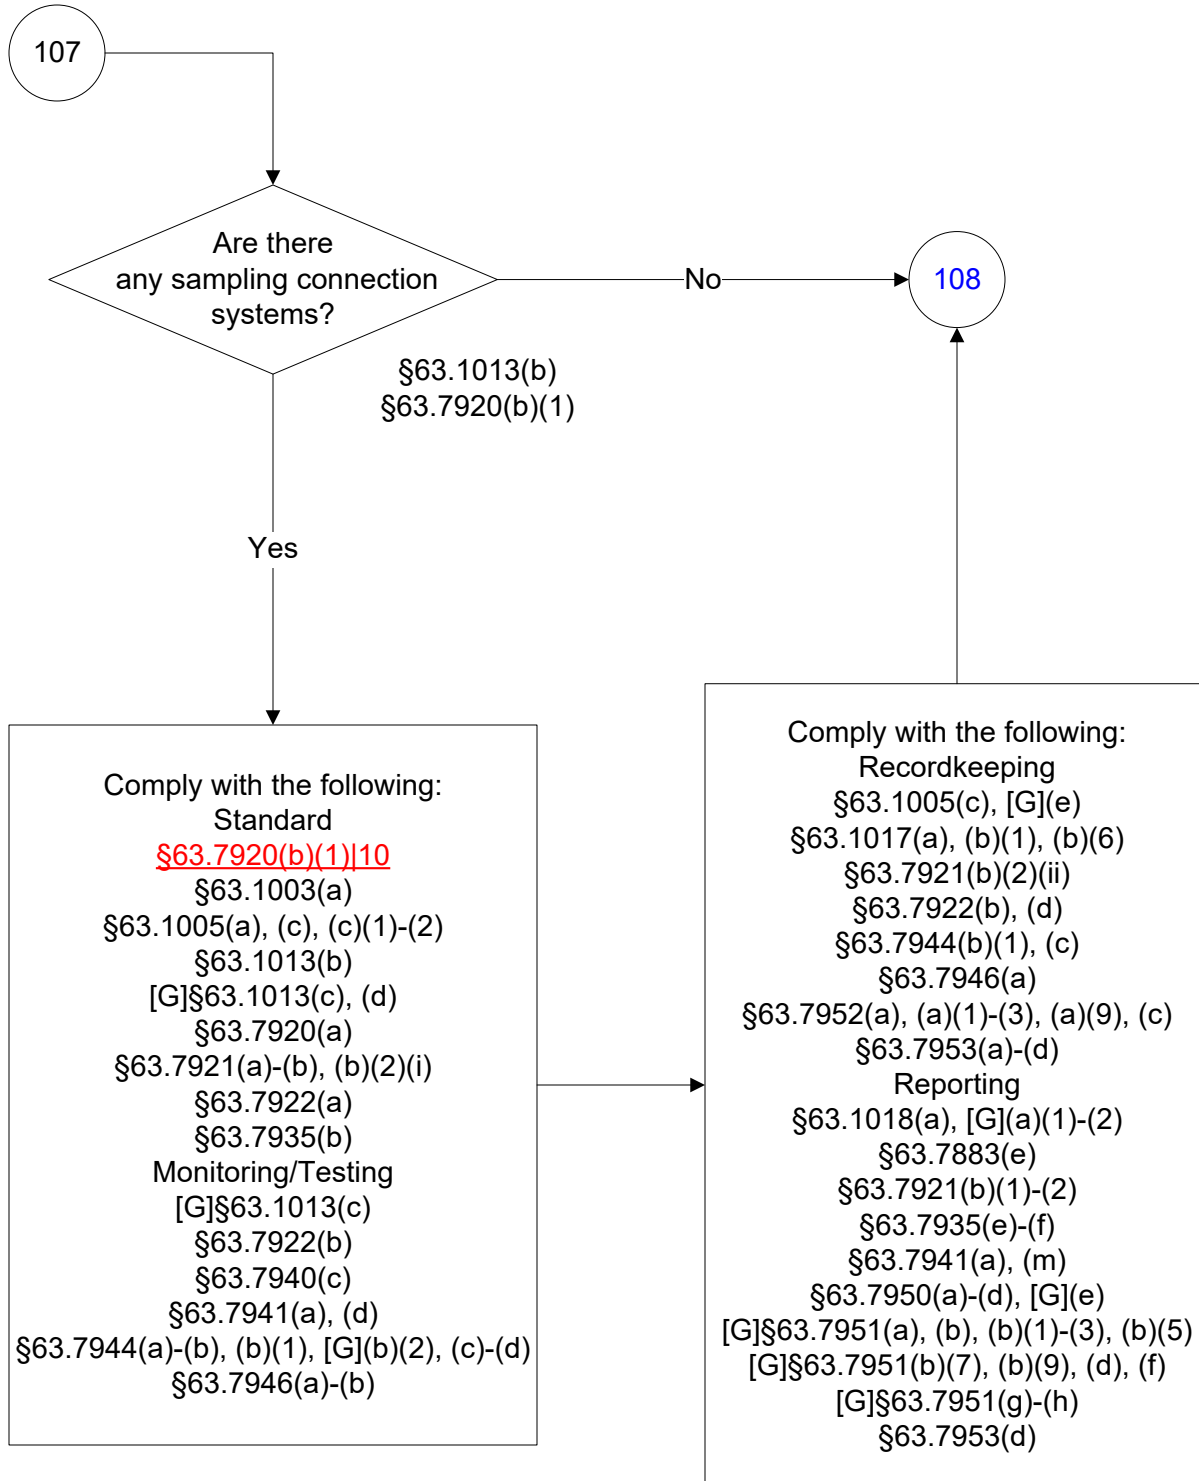 107
Are there
any sampling connection
systems?
No
108
§63.1013(b)
§63.7920(b)(1)
Yes
Comply with the following:
Standard
§63.7920(b)(1)|10
§63.1003(a)
§63.1005(a), (c), (c)(1)-(2)
§63.1013(b)
[G]§63.1013(c), (d)
§63.7920(a)
§63.7921(a)-(b), (b)(2)(i)
§63.7922(a)
§63.7935(b)
Monitoring/Testing
[G]§63.1013(c)
§63.7922(b)
§63.7940(c)
§63.7941(a), (d)
§63.7944(a)-(b), (b)(1), [G](b)(2), (c)-(d)
§63.7946(a)-(b)
Comply with the following:
Recordkeeping
§63.1005(c), [G](e)
§63.1017(a), (b)(1), (b)(6)
§63.7921(b)(2)(ii)
§63.7922(b), (d)
§63.7944(b)(1), (c)
§63.7946(a)
§63.7952(a), (a)(1)-(3), (a)(9), (c)
§63.7953(a)-(d)
Reporting
§63.1018(a), [G](a)(1)-(2)
§63.7883(e)
§63.7921(b)(1)-(2)
§63.7935(e)-(f)
§63.7941(a), (m)
§63.7950(a)-(d), [G](e)
[G]§63.7951(a), (b), (b)(1)-(3), (b)(5)
[G]§63.7951(b)(7), (b)(9), (d), (f)
[G]§63.7951(g)-(h)
§63.7953(d)